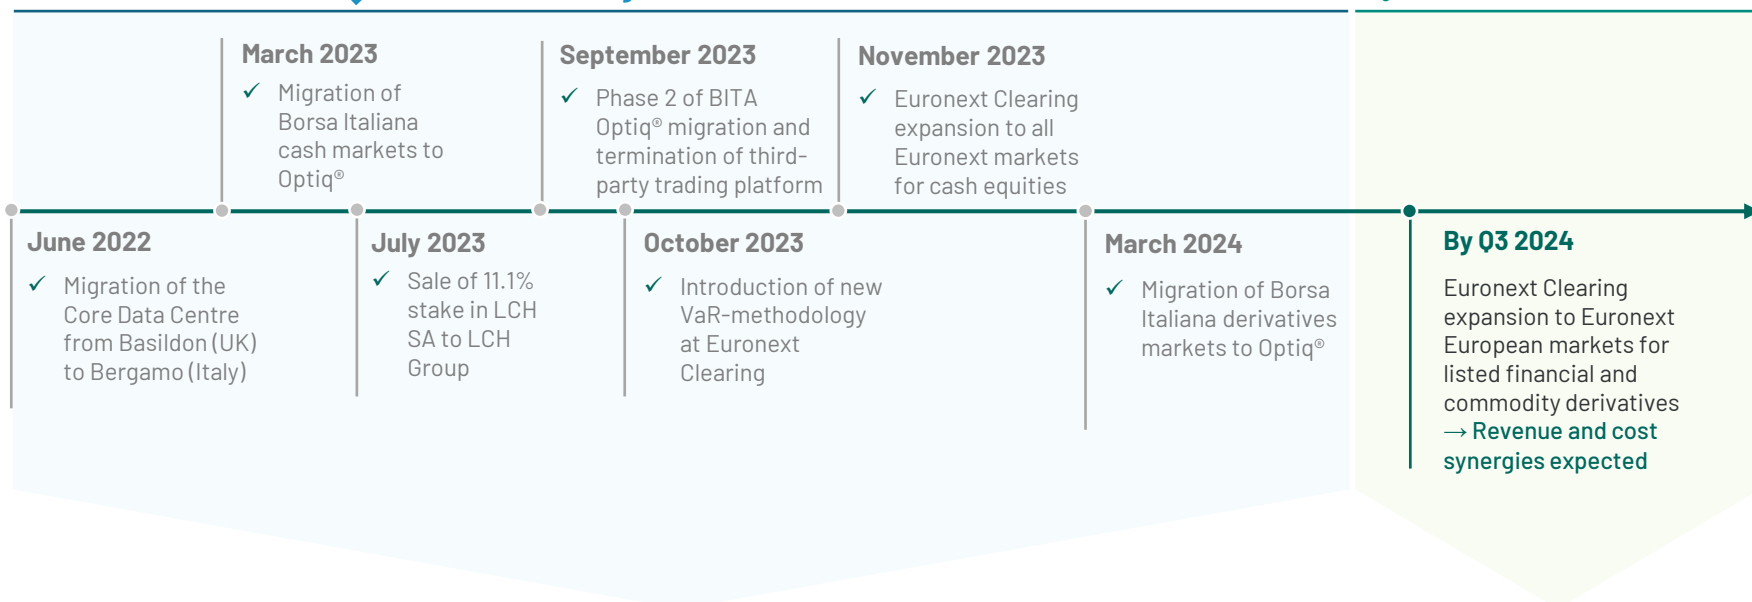 March 2023
✓ Migration of
Borsa Italiana
cash markets to
Optiq®
September 2023
✓ Phase 2 of BITA
Optiq® migration and
termination of third-
party trading platform
November 2023
✓ Euronext Clearing
expansion to all
Euronext markets
for cash equities
June 2022
✓ Migration of the
Core Data Centre
from Basildon (UK)
to Bergamo (Italy)
July 2023
✓ Sale of 11.1%
stake in LCH
SA to LCH
Group
October 2023
✓ Introduction of new
VaR-methodology
at Euronext
Clearing
March 2024
✓ Migration of Borsa
Italiana derivatives
markets to Optiq®
By Q3 2024
Euronext Clearing
expansion to Euronext
European markets for
listed financial and
commodity derivatives
→ Revenue and cost
synergies expected